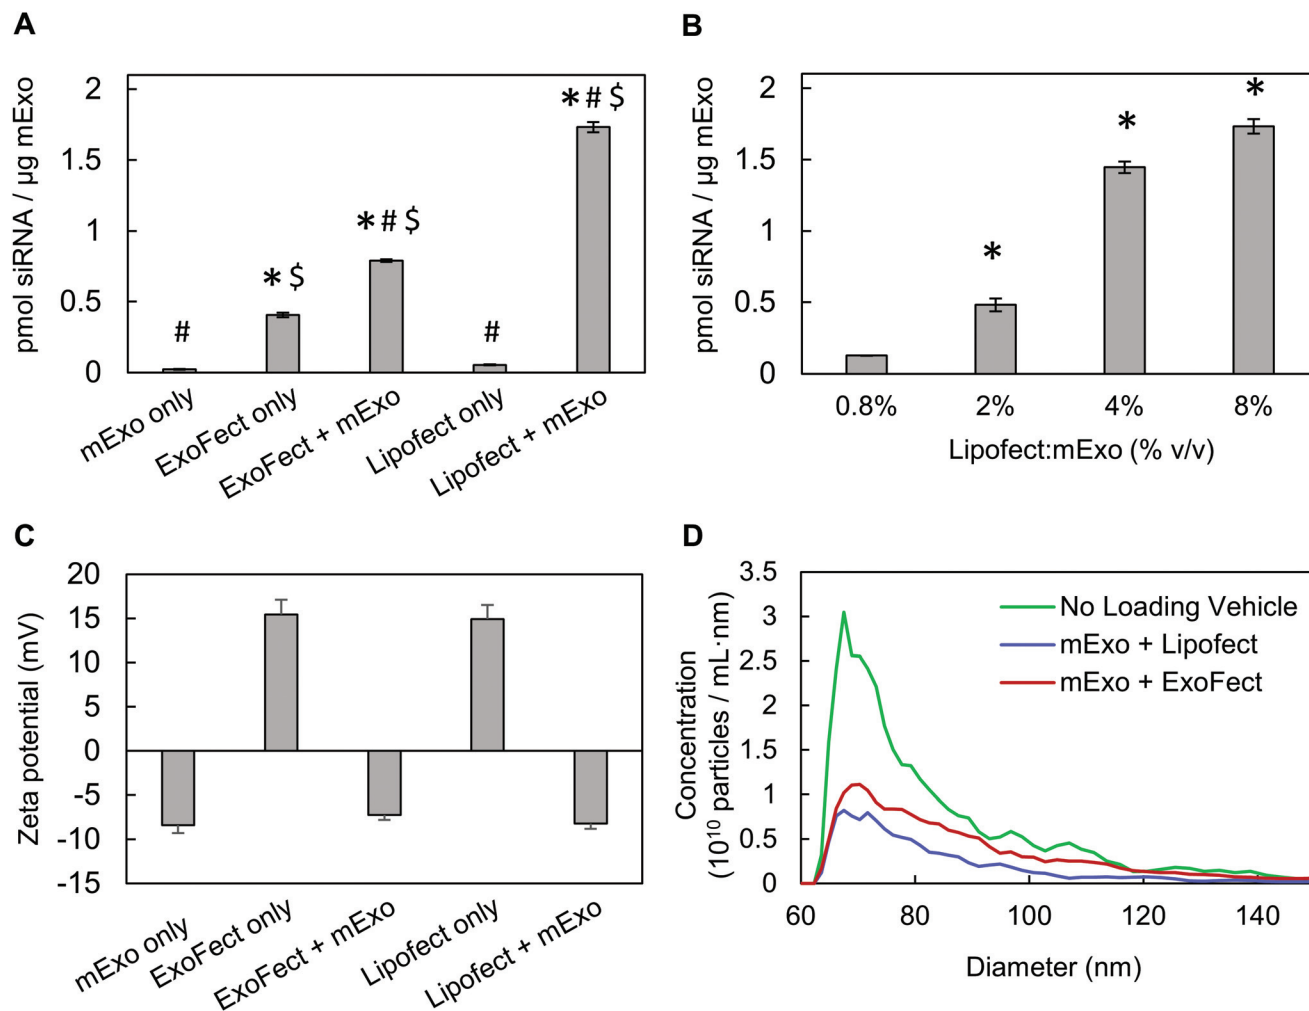 A
pmol siRNA / µg mExo
2
1.5
1
0.5
0
#
* $
* # $
#
* # $
mExo only
ExoFect only
ExoFect + mExo
Lipofect only
Lipofect + mExo
B
pmol siRNA / µg mExo
2
1.5
1
0.5
0
*
*
*
0.8%
2%
4%
8%
Lipofect:mExo (% v/v)
C
Zeta potential (mV)
20
15
10
5
0
-5
-10
-15
mExo only
ExoFect only
ExoFect + mExo
Lipofect only
Lipofect + mExo
D
Concentration
(10¹⁰ particles / mL·nm)
3.5
3
2.5
2
1.5
1
0.5
0
No Loading Vehicle
mExo + Lipofect
mExo + ExoFect
60
80
100
120
140
Diameter (nm)